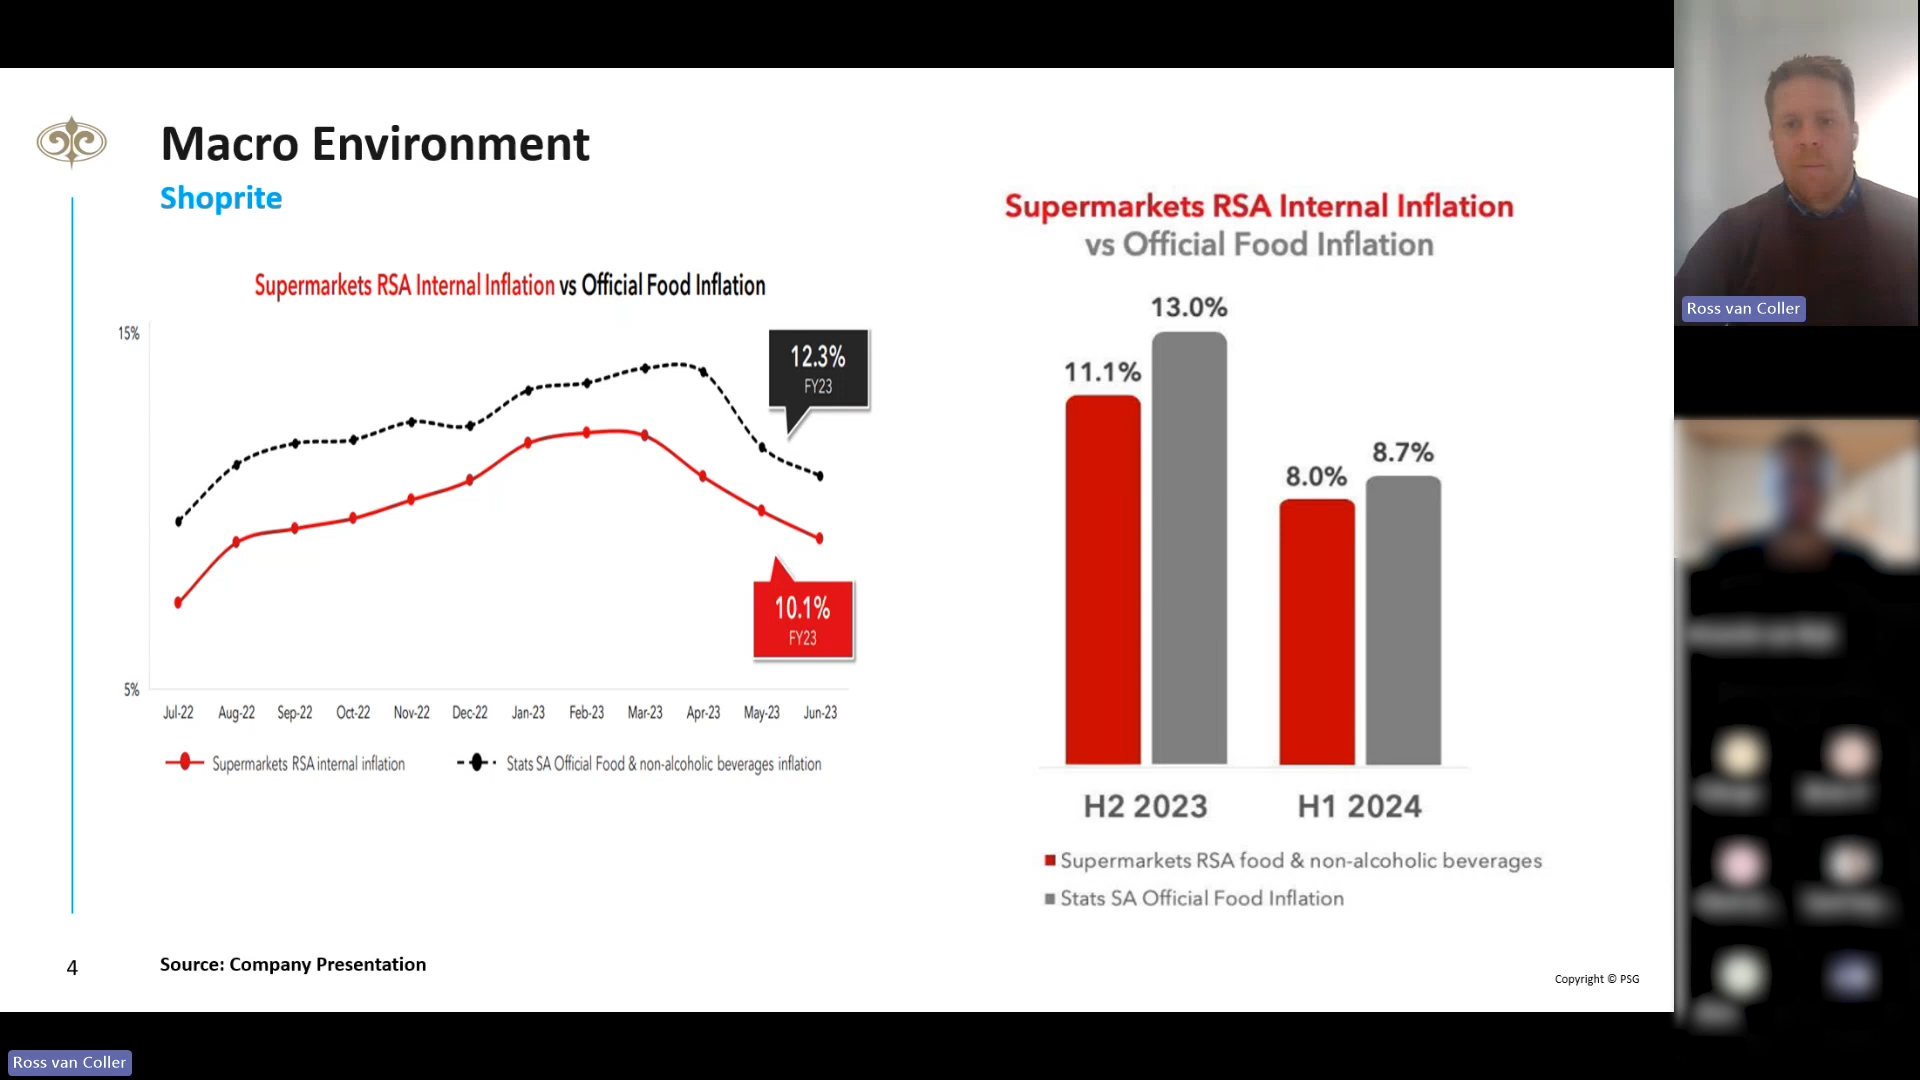 Macro Environment
Shoprite
Supermarkets RSA Internal Inflation vs Official Food Inflation
15%
12.3%
FY23
10.1%
FY23
5%
Jul-22 Aug-22 Sep-22 Oct-22 Nov-22 Dec-22 Jan-23 Feb-23 Mar-23 Apr-23 May-23 Jun-23
Supermarkets RSA internal inflation Stats SA Official Food & non-alcoholic beverages inflation
Supermarkets RSA Internal Inflation
vs Official Food Inflation
13.0%
11.1%
8.7%
8.0%
H2 2023 H1 2024
Supermarkets RSA food & non-alcoholic beverages
Stats SA Official Food Inflation
4
Source: Company Presentation
Copyright © PSG
Ross van Coller
Ross van Coller